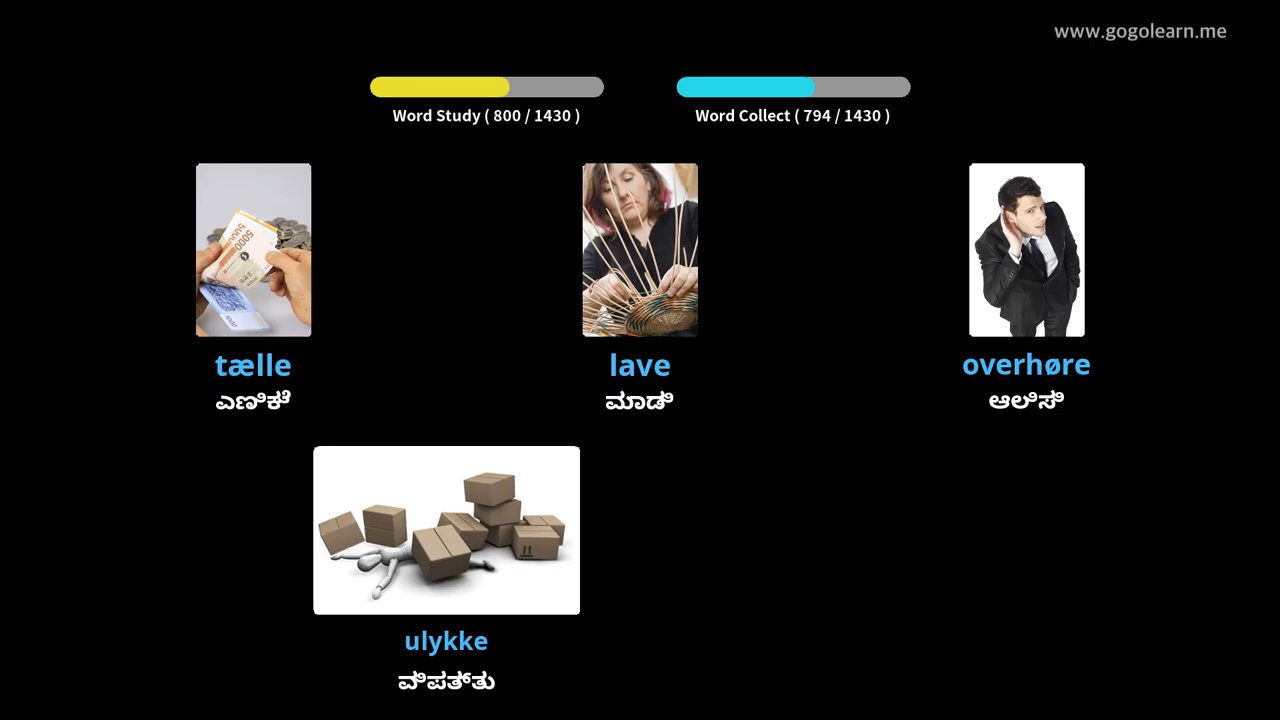 www.gogolearn.me
Word Study ( 800 / 1430 )
Word Collect ( 794 / 1430 )
tælle
ಎಣಿಕೆ
lave
ಮಾಡಿ
overhøre
ಆಲಿಸಿ
ulykke
ವಿಪತ್ತು